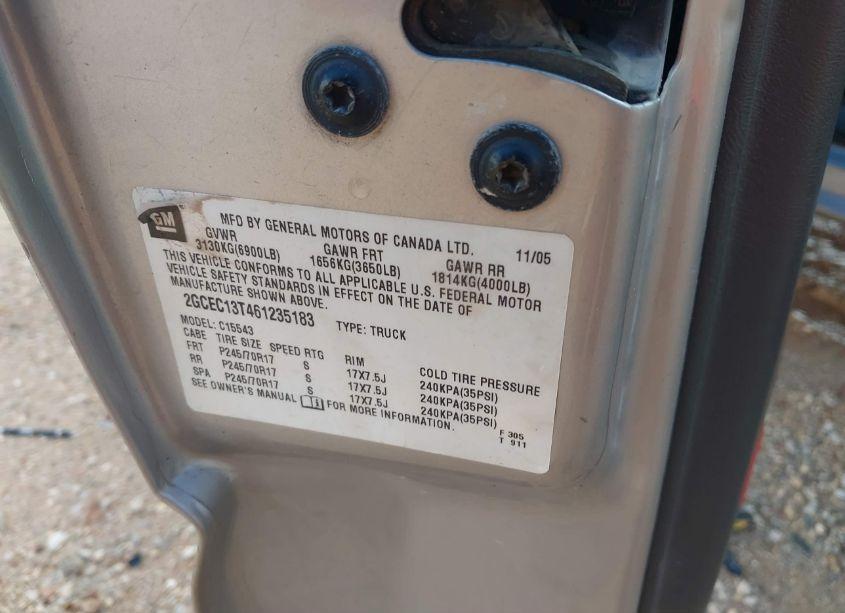 GM
MFD BY GENERAL MOTORS OF CANADA LTD. 11/05
GVWR GAWR FRT GAWR RR
3130KG(6900LB) 1656KG(3650LB) 1814KG(4000LB)
THIS VEHICLE CONFORMS TO ALL APPLICABLE U.S. FEDERAL MOTOR
VEHICLE SAFETY STANDARDS IN EFFECT ON THE DATE OF
MANUFACTURE SHOWN ABOVE.
2GCEC13T461235183 TYPE: TRUCK
MODEL: C15543
CABE TIRE SIZE SPEED RTG RIM COLD TIRE PRESSURE
FRT P245/70R17 S 17X7.5J 240KPA(35PSI)
RR P245/70R17 S 17X7.5J 240KPA(35PSI)
SPA P245/70R17 S 17X7.5J 240KPA(35PSI)
SEE OWNER'S MANUAL FOR MORE INFORMATION.
F 305
T 911